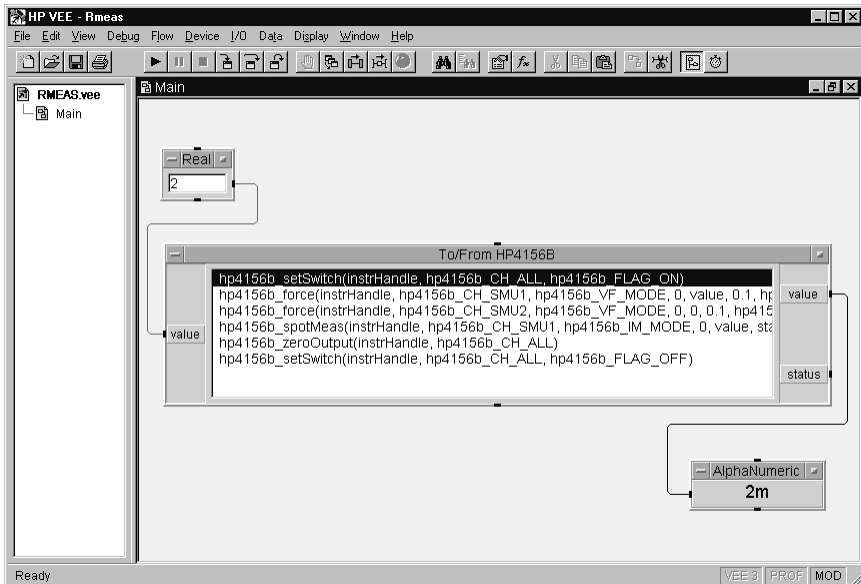 HP VEE - Rmeas
File Edit View Debug Flow Device I/O Data Display Window Help
RMEAS.vee
Main
Main
Real
2
To/From HP4156B
hp4156b_setSwitch(instrHandle, hp4156b_CH_ALL, hp4156b_FLAG_ON)
hp4156b_force(instrHandle, hp4156b_CH_SMU1, hp4156b_VF_MODE, 0, value, 0.1, hp
hp4156b_force(instrHandle, hp4156b_CH_SMU2, hp4156b_VF_MODE, 0, 0, 0.1, hp415
hp4156b_spotMeas(instrHandle, hp4156b_CH_SMU1, hp4156b_IM_MODE, 0, value, sta
hp4156b_zeroOutput(instrHandle, hp4156b_CH_ALL)
hp4156b_setSwitch(instrHandle, hp4156b_CH_ALL, hp4156b_FLAG_OFF)
value
value
status
AlphaNumeric
2m
Ready
VEE 3 PROF MOD